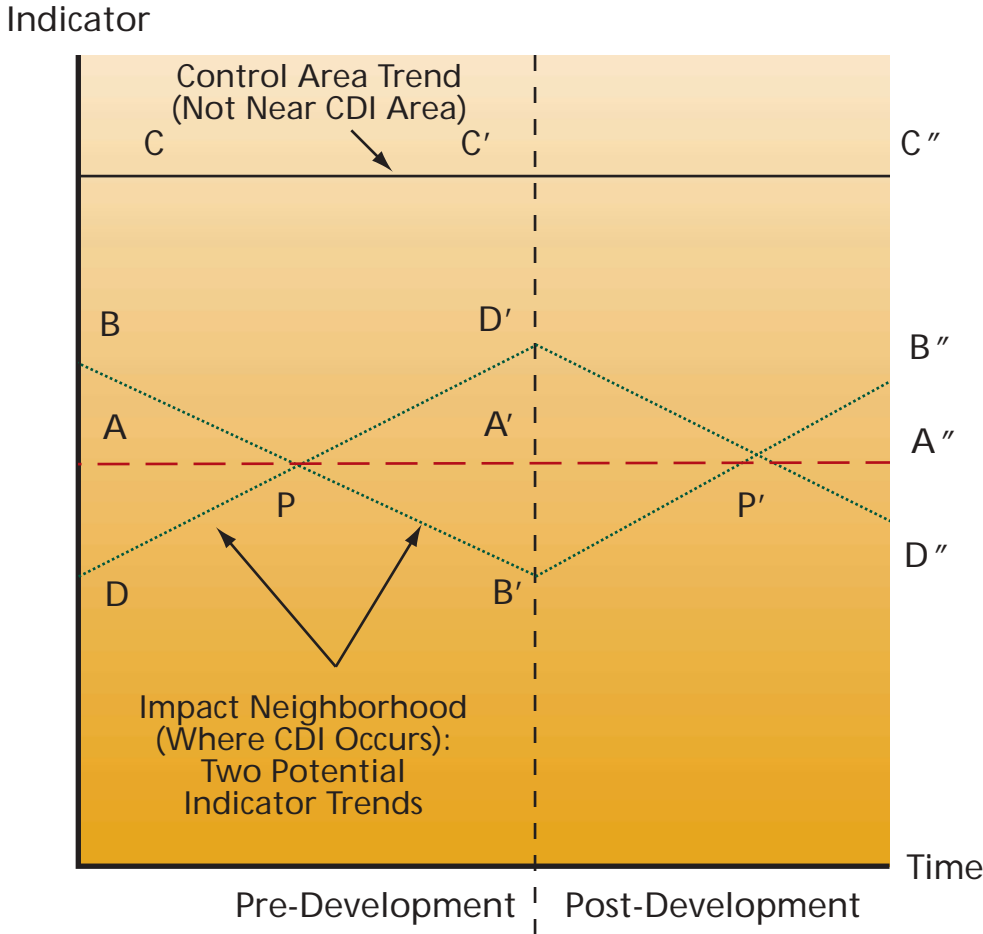 Indicator
Control Area Trend
(Not Near CDI Area)
C
C′
C″
B
D′
B″
A
A′
A″
P
P′
D″
D
B′
Impact Neighborhood
(Where CDI Occurs):
Two Potential
Indicator Trends
Time
Pre-Development
Post-Development